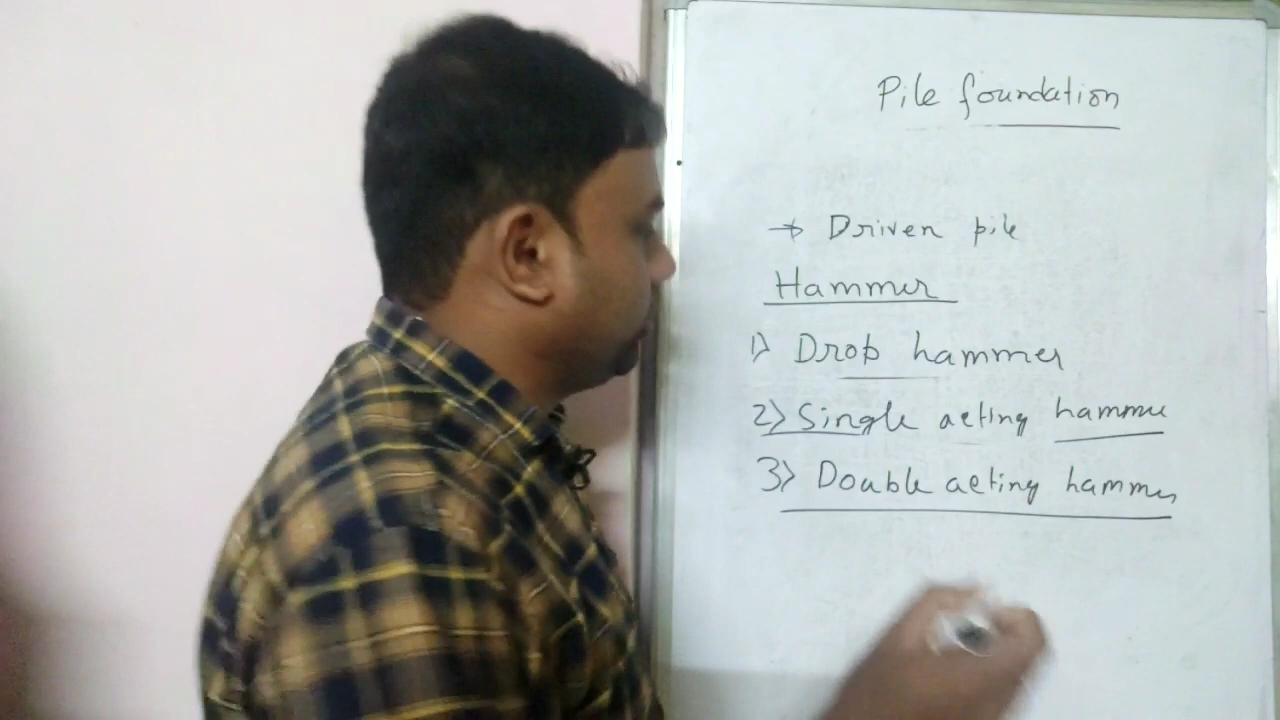 Pile foundation
→ Driven pile
Hammer
1) Drop hammer
2) Single acting hammer
3) Double acting hammer